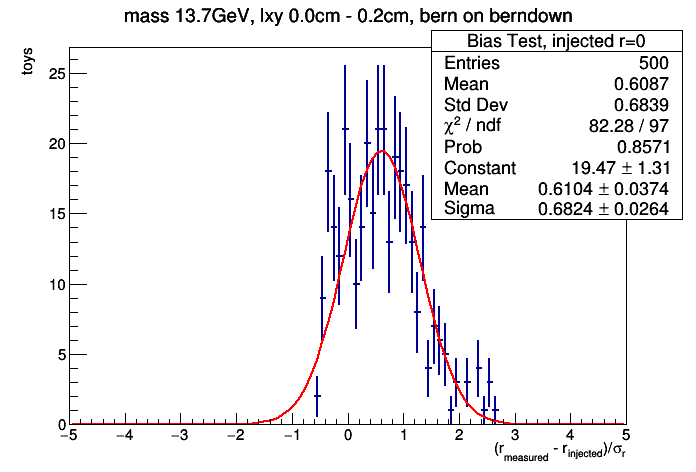 mass 13.7GeV, lxy 0.0cm - 0.2cm, bern on berndown
toys
Bias Test, injected r=0
Entries 500
Mean 0.6087
Std Dev 0.6839
χ² / ndf 82.28 / 97
Prob 0.8571
Constant 19.47 ± 1.31
Mean 0.6104 ± 0.0374
Sigma 0.6824 ± 0.0264
25
20
15
10
5
0
−5 −4 −3 −2 −1 0 1 2 3 4 5
(r_measured - r_injected)/σ_r